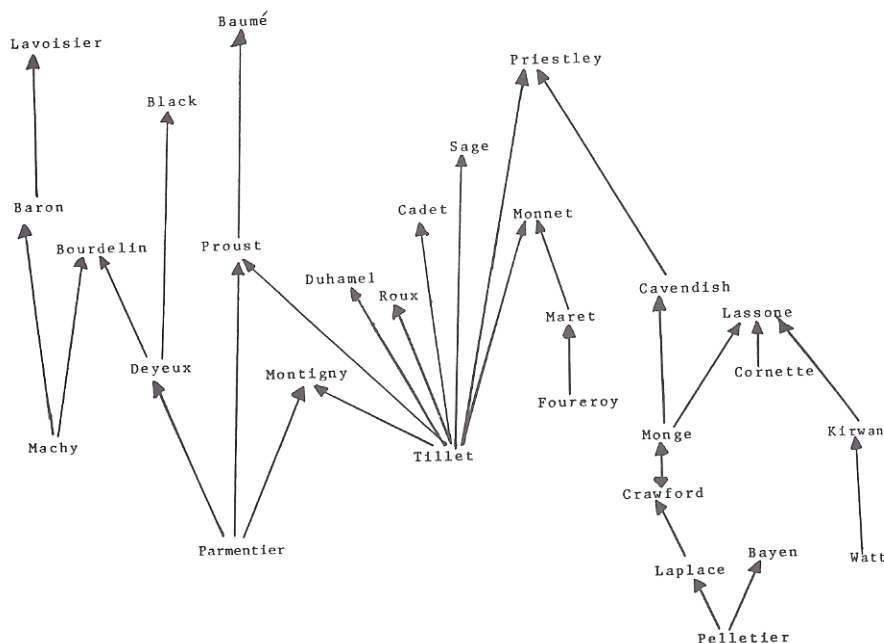 Baumé
Lavoisier
Priestley
Black
Sage
Baron
Cadet
Monnet
Bourdelin
Proust
Duhamel
Roux
Cavendish
Maret
Lassone
Deyeux
Montigny
Cornette
Foureroy
Machy
Tillet
Monge
Kirwan
Crawford
Parmentier
Bayen
Watt
Laplace
Pelletier